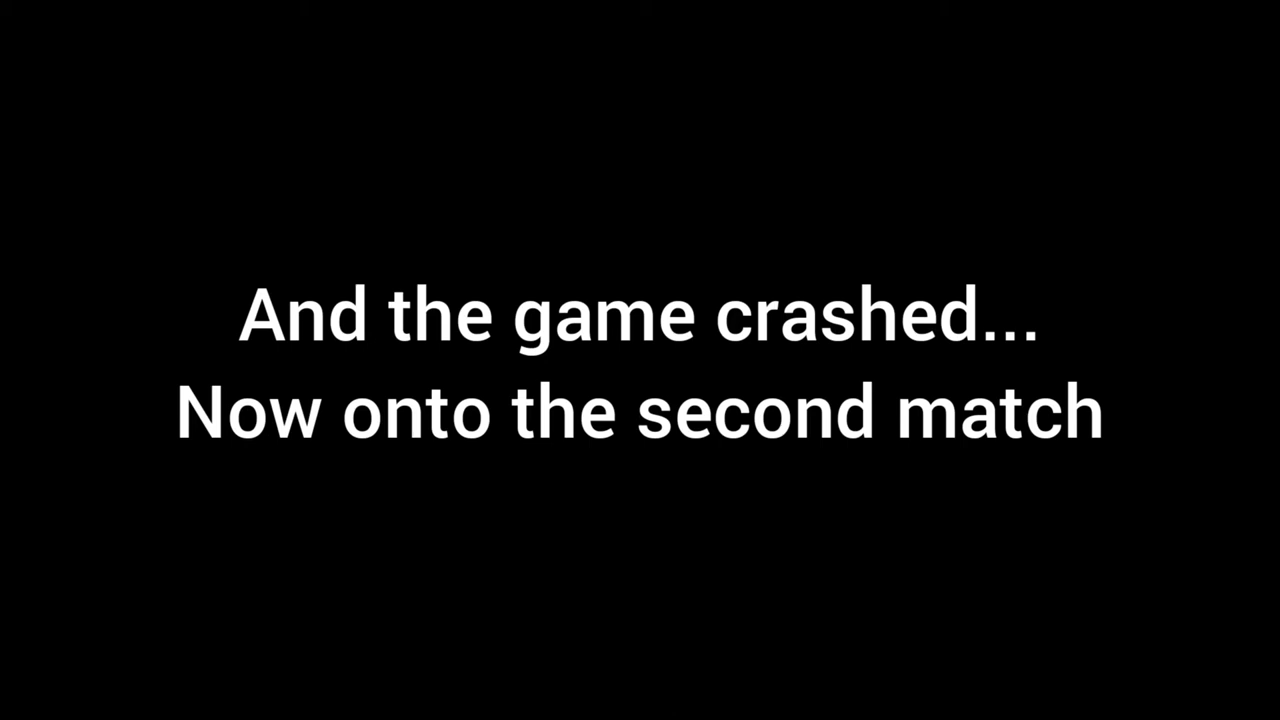 And the game crashed...
Now onto the second match